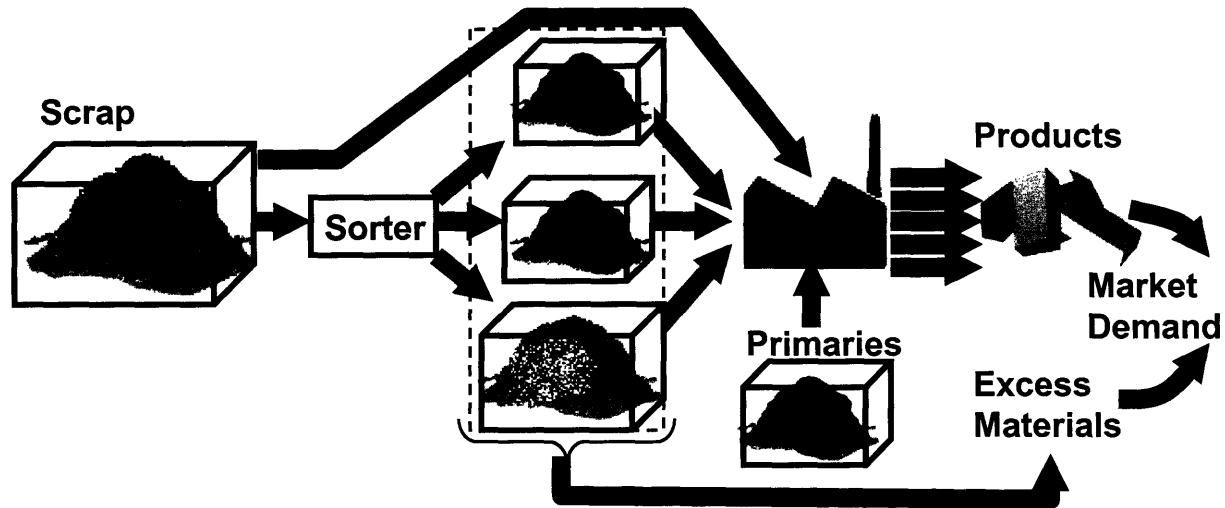 Scrap
Sorter
Products
Market
Demand
Primaries
Excess
Materials